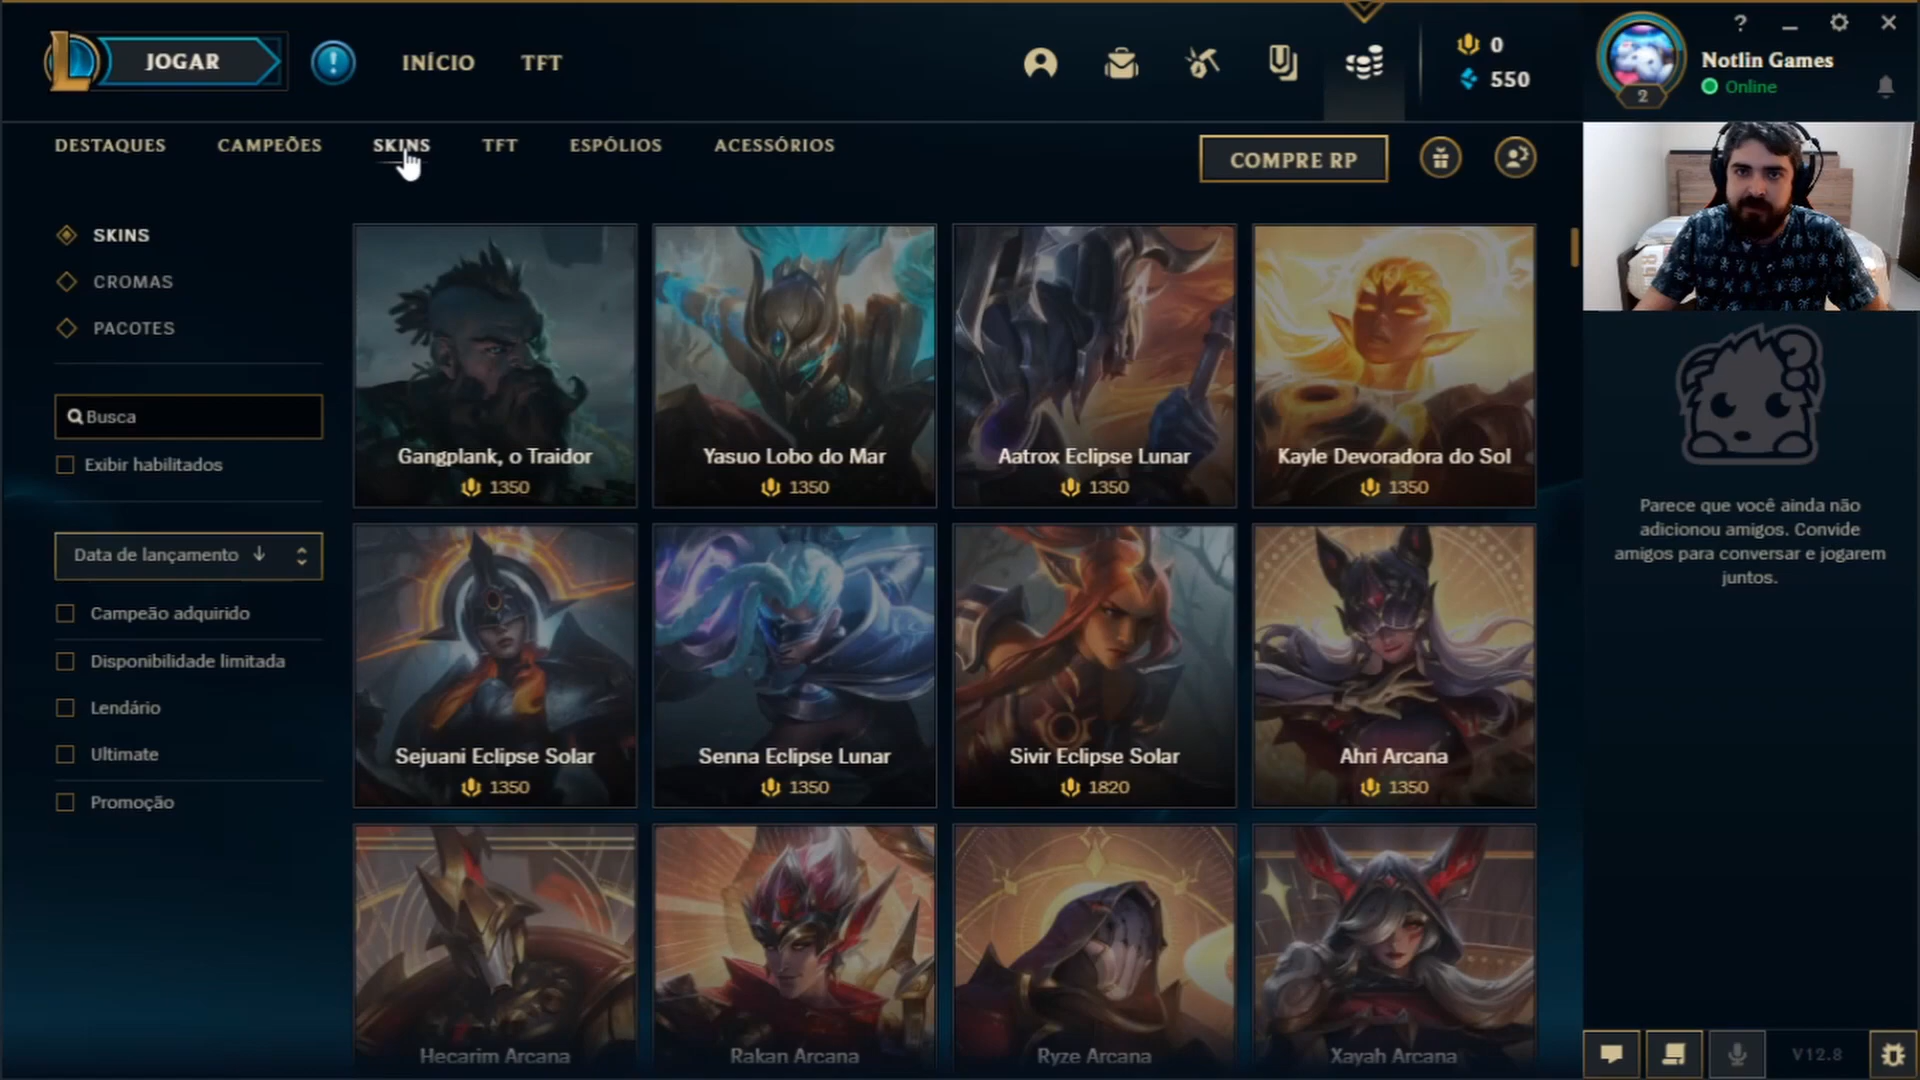 JOGAR
INÍCIO
TFT
0
550
Notlin Games
Online
2
DESTAQUES
CAMPEÕES
SKINS
TFT
ESPÓLIOS
ACESSÓRIOS
COMPRE RP
SKINS
CROMAS
PACOTES
Busca
Exibir habilitados
Data de lançamento ↓
Campeão adquirido
Disponibilidade limitada
Lendário
Ultimate
Promoção
Gangplank, o Traidor
1350
Yasuo Lobo do Mar
1350
Aatrox Eclipse Lunar
1350
Kayle Devoradora do Sol
1350
Sejuani Eclipse Solar
1350
Senna Eclipse Lunar
1350
Sivir Eclipse Solar
1820
Ahri Arcana
1350
Hecarim Arcana
Rakan Arcana
Ryze Arcana
Xayah Arcana
Parece que você ainda não
adicionou amigos. Convide
amigos para conversar e jogarem
juntos.
V12.8